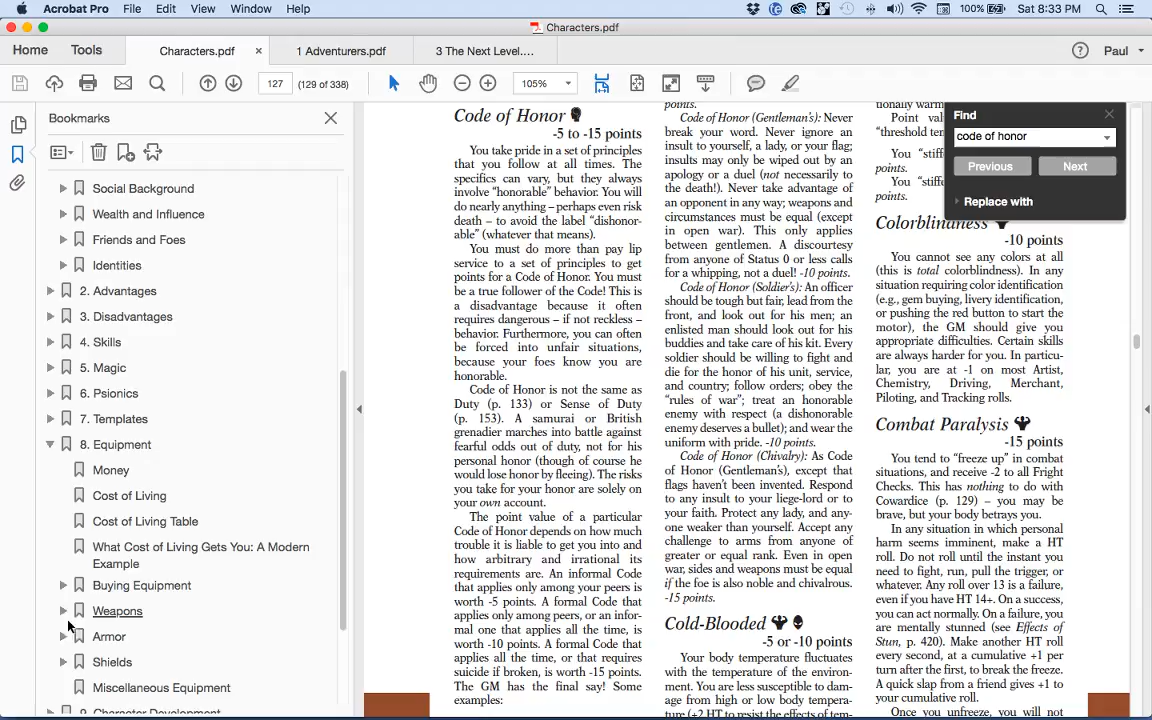 Acrobat Pro File Edit View Window Help 100% Sat 8:33 PM
Characters.pdf
Home Tools Characters.pdf × 1 Adventurers.pdf 3 The Next Level.... Paul
127 (129 of 338) 105%
Bookmarks
Social Background
Wealth and Influence
Friends and Foes
Identities
2. Advantages
3. Disadvantages
4. Skills
5. Magic
6. Psionics
7. Templates
8. Equipment
Money
Cost of Living
Cost of Living Table
What Cost of Living Gets You: A Modern
Example
Buying Equipment
Weapons
Armor
Shields
Miscellaneous Equipment
9. Character Development
Code of Honor
-5 to -15 points
You take pride in a set of principles
that you follow at all times. The
specifics can vary, but they always
involve “honorable” behavior. You will
do nearly anything – perhaps even risk
death – to avoid the label “dishonor-
able” (whatever that means).
You must do more than pay lip
service to a set of principles to get
points for a Code of Honor. You must
be a true follower of the Code! This is
a disadvantage because it often
requires dangerous – if not reckless –
behavior. Furthermore, you can often
be forced into unfair situations,
because your foes know you are
honorable.
Code of Honor is not the same as
Duty (p. 133) or Sense of Duty
(p. 153). A samurai or British
grenadier marches into battle against
fearful odds out of duty, not for his
personal honor (though of course he
would lose honor by fleeing). The risks
you take for your honor are solely on
your own account.
The point value of a particular
Code of Honor depends on how much
trouble it is liable to get you into and
how arbitrary and irrational its
requirements are. An informal Code
that applies only among your peers is
worth -5 points. A formal Code that
applies only among peers, or an infor-
mal one that applies all the time, is
worth -10 points. A formal Code that
applies all the time, or that requires
suicide if broken, is worth -15 points.
The GM has the final say! Some
examples:
points.
Code of Honor (Gentleman’s): Never
break your word. Never ignore an
insult to yourself, a lady, or your flag;
insults may only be wiped out by an
apology or a duel (not necessarily to
the death!). Never take advantage of
an opponent in any way; weapons and
circumstances must be equal (except
in open war). This only applies
between gentlemen. A discourtesy
from anyone of Status 0 or less calls
for a whipping, not a duel! -10 points.
Code of Honor (Soldier’s): An officer
should be tough but fair, lead from the
front, and look out for his men; an
enlisted man should look out for his
buddies and take care of his kit. Every
soldier should be willing to fight and
die for the honor of his unit, service,
and country; follow orders; obey the
“rules of war”; treat an honorable
enemy with respect (a dishonorable
enemy deserves a bullet); and wear the
uniform with pride. -10 points.
Code of Honor (Chivalry): As Code
of Honor (Gentleman’s), except that
flags haven’t been invented. Respond
to any insult to your liege-lord or to
your faith. Protect any lady, and any-
one weaker than yourself. Accept any
challenge to arms from anyone of
greater or equal rank. Even in open
war, sides and weapons must be equal
if the foe is also noble and chivalrous.
-15 points.
Cold-Blooded
-5 or -10 points
Your body temperature fluctuates
with the temperature of the environ-
ment. You are less susceptible to dam-
age from high or low body tempera-
ture (+2 HT to resist the effects of tem-
tionally warm
Point val
“threshold tem
You “stiffe
points.
You “stiff
points.
Colorblindness
-10 points
You cannot see any colors at all
(this is total colorblindness). In any
situation requiring color identification
(e.g., gem buying, livery identification,
or pushing the red button to start the
motor), the GM should give you
appropriate difficulties. Certain skills
are always harder for you. In particu-
lar, you are at -1 on most Artist,
Chemistry, Driving, Merchant,
Piloting, and Tracking rolls.
Combat Paralysis
-15 points
You tend to “freeze up” in combat
situations, and receive -2 to all Fright
Checks. This has nothing to do with
Cowardice (p. 129) – you may be
brave, but your body betrays you.
In any situation in which personal
harm seems imminent, make a HT
roll. Do not roll until the instant you
need to fight, run, pull the trigger, or
whatever. Any roll over 13 is a failure,
even if you have HT 14+. On a success,
you can act normally. On a failure, you
are mentally stunned (see Effects of
Stun, p. 420). Make another HT roll
every second, at a cumulative +1 per
turn after the first, to break the freeze.
A quick slap from a friend gives +1 to
your cumulative roll.
Once you unfreeze, you will not
Find
code of honor
Previous Next
Replace with